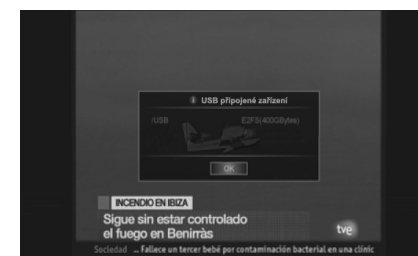 USB připojené zařízení
/USB E2FS(400GBytes)
OK
INCENDIO EN IBIZA
Sigue sin estar controlado
el fuego en Benirràs
tve
Sociedad ... Fallece un tercer bebé por contaminación bacterial en una clínic